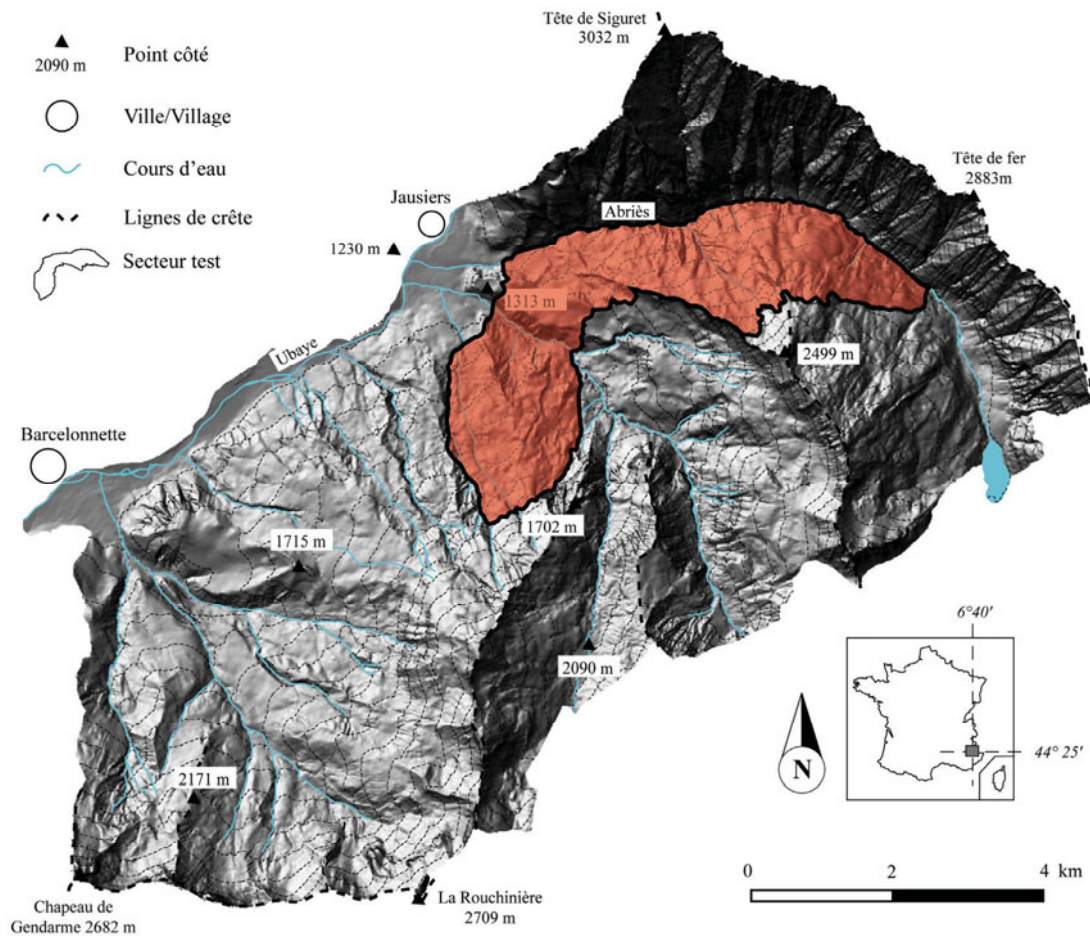 2090 m
Point côté
Ville/Village
Cours d'eau
Lignes de crête
Secteur test
Tête de Siguret
3032 m
Tête de fer
2883m
Jausiers
Abriès
1230 m
1313 m
2499 m
Ubaye
Barcelonnette
1702 m
1715 m
2090 m
2171 m
6°40'
44° 25'
N
Chapeau de
Gendarme 2682 m
La Rouchinière
2709 m
0
2
4 km